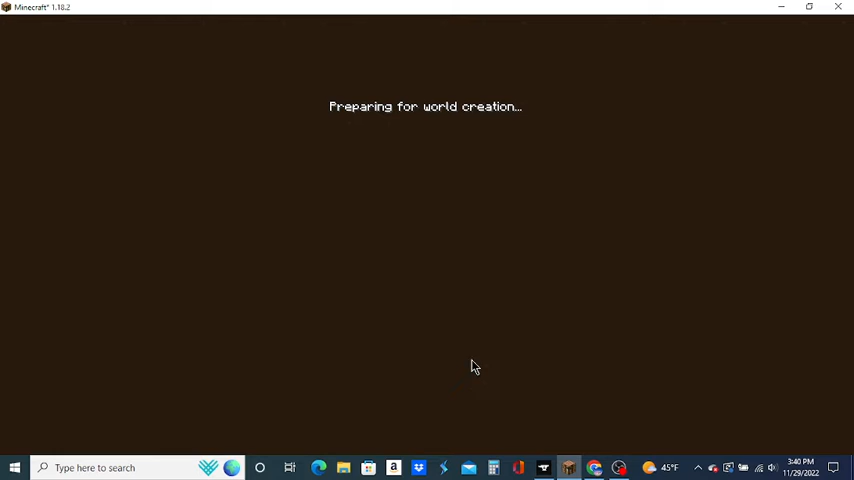 Minecraft* 1.18.2
Preparing for world creation...
Type here to search
a
45°F
3:40 PM
11/29/2022